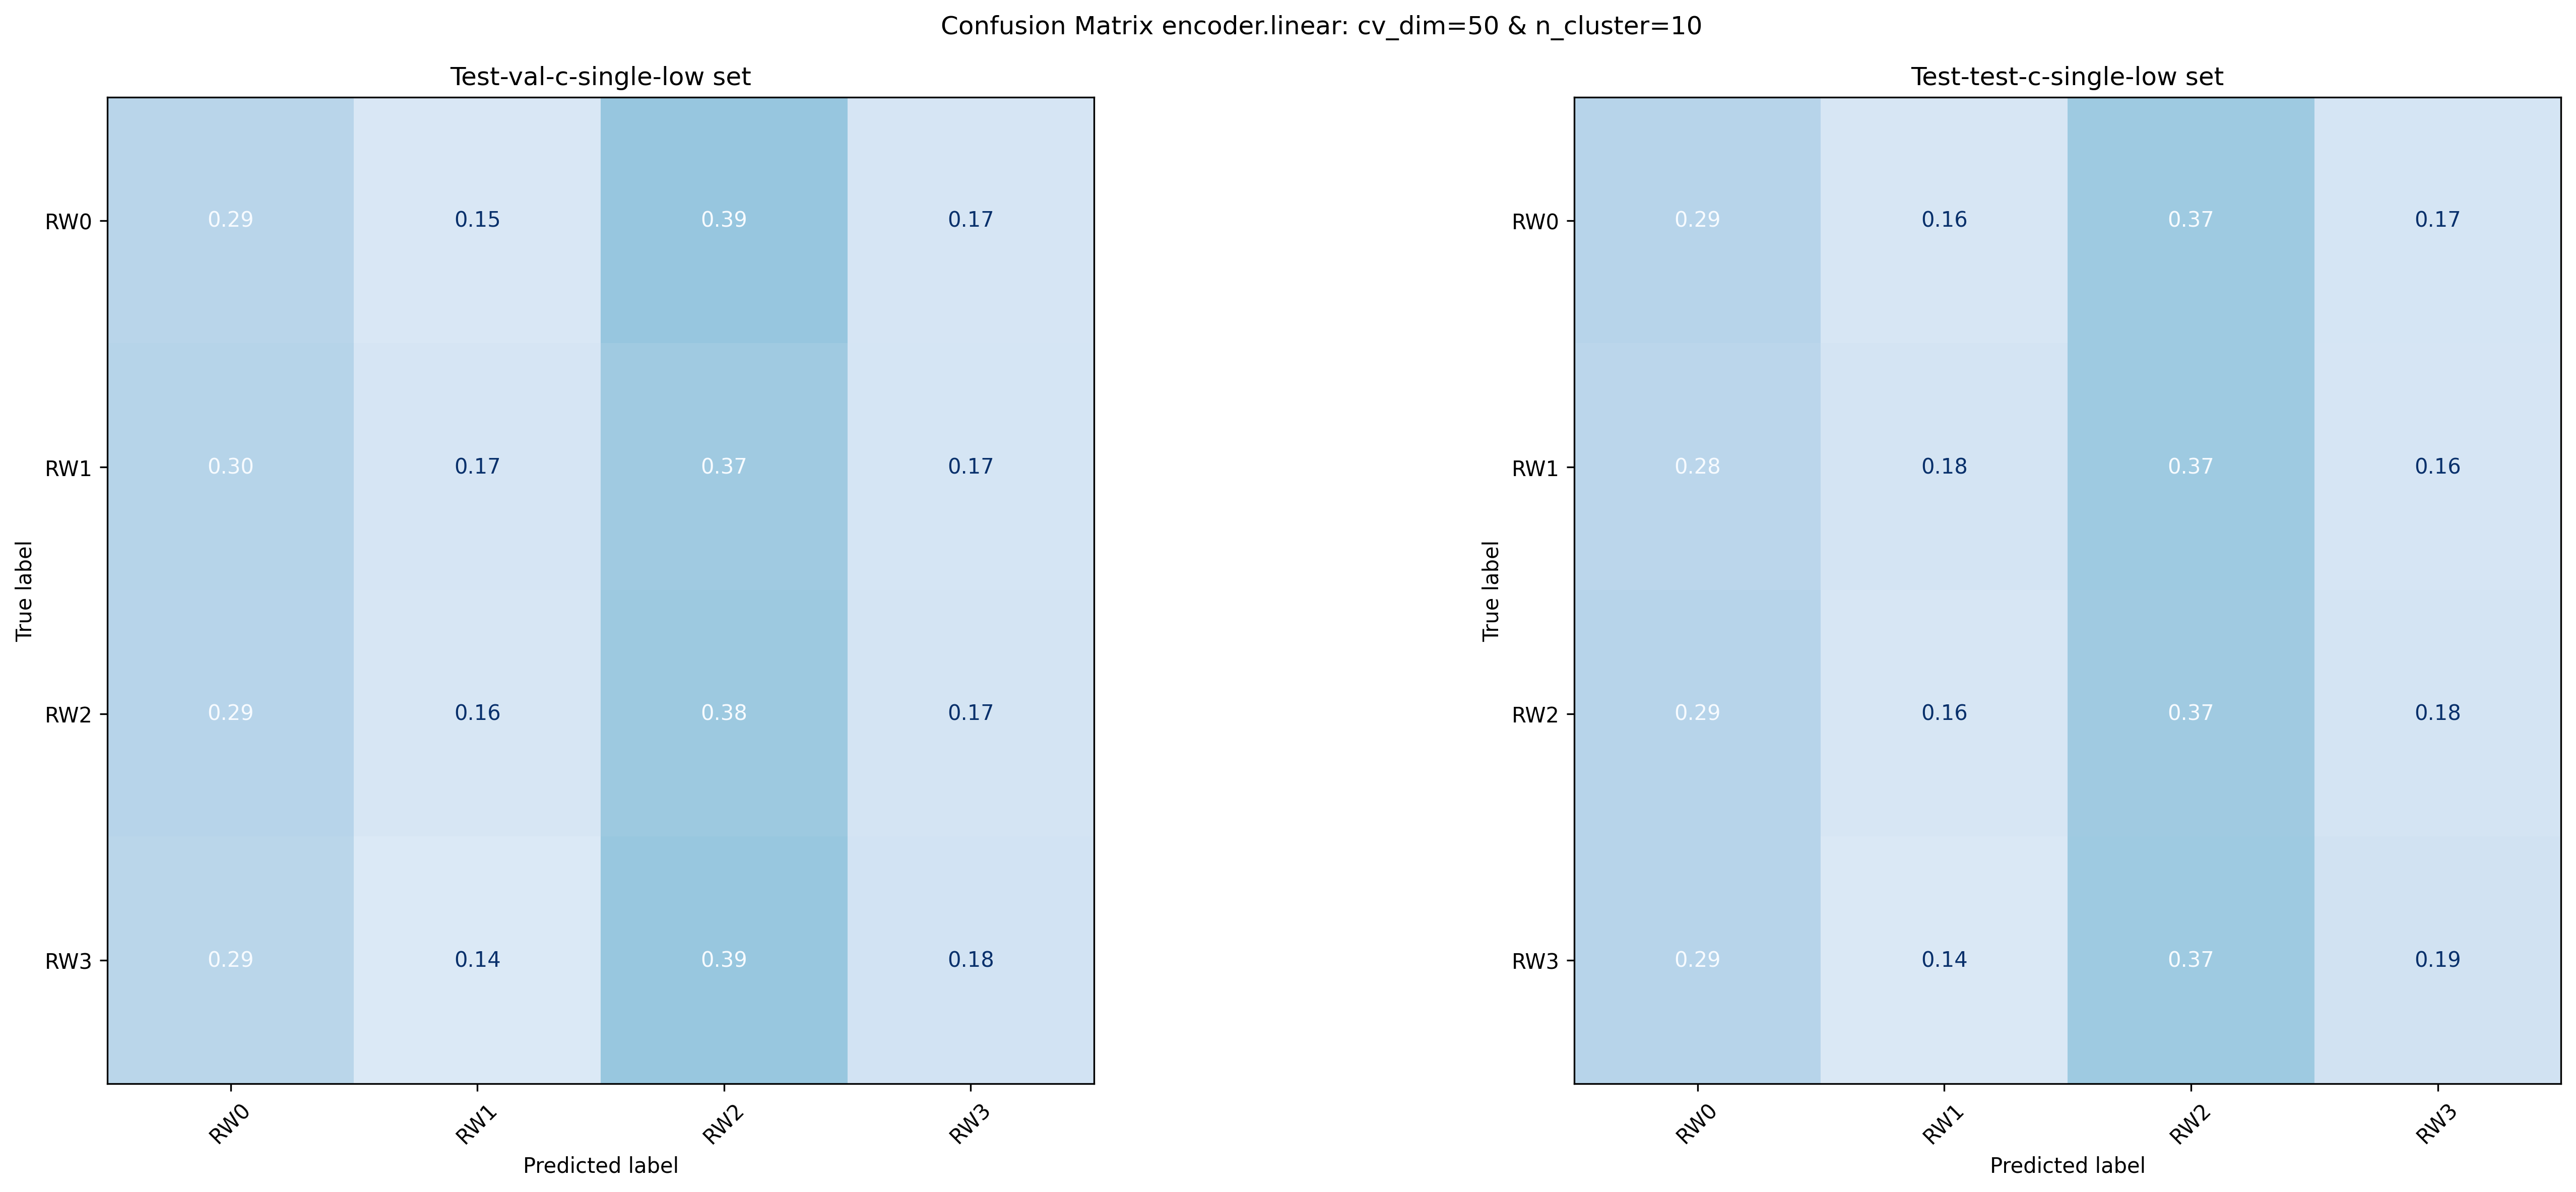 Confusion Matrix encoder.linear: cv_dim=50 & n_cluster=10
Test-val-c-single-low set
True label
RW0 0.29 0.15 0.39 0.17
RW1 0.30 0.17 0.37 0.17
RW2 0.29 0.16 0.38 0.17
RW3 0.29 0.14 0.39 0.18
RW0 RW1 RW2 RW3
Predicted label
Test-test-c-single-low set
True label
RW0 0.29 0.16 0.37 0.17
RW1 0.28 0.18 0.37 0.16
RW2 0.29 0.16 0.37 0.18
RW3 0.29 0.14 0.37 0.19
RW0 RW1 RW2 RW3
Predicted label